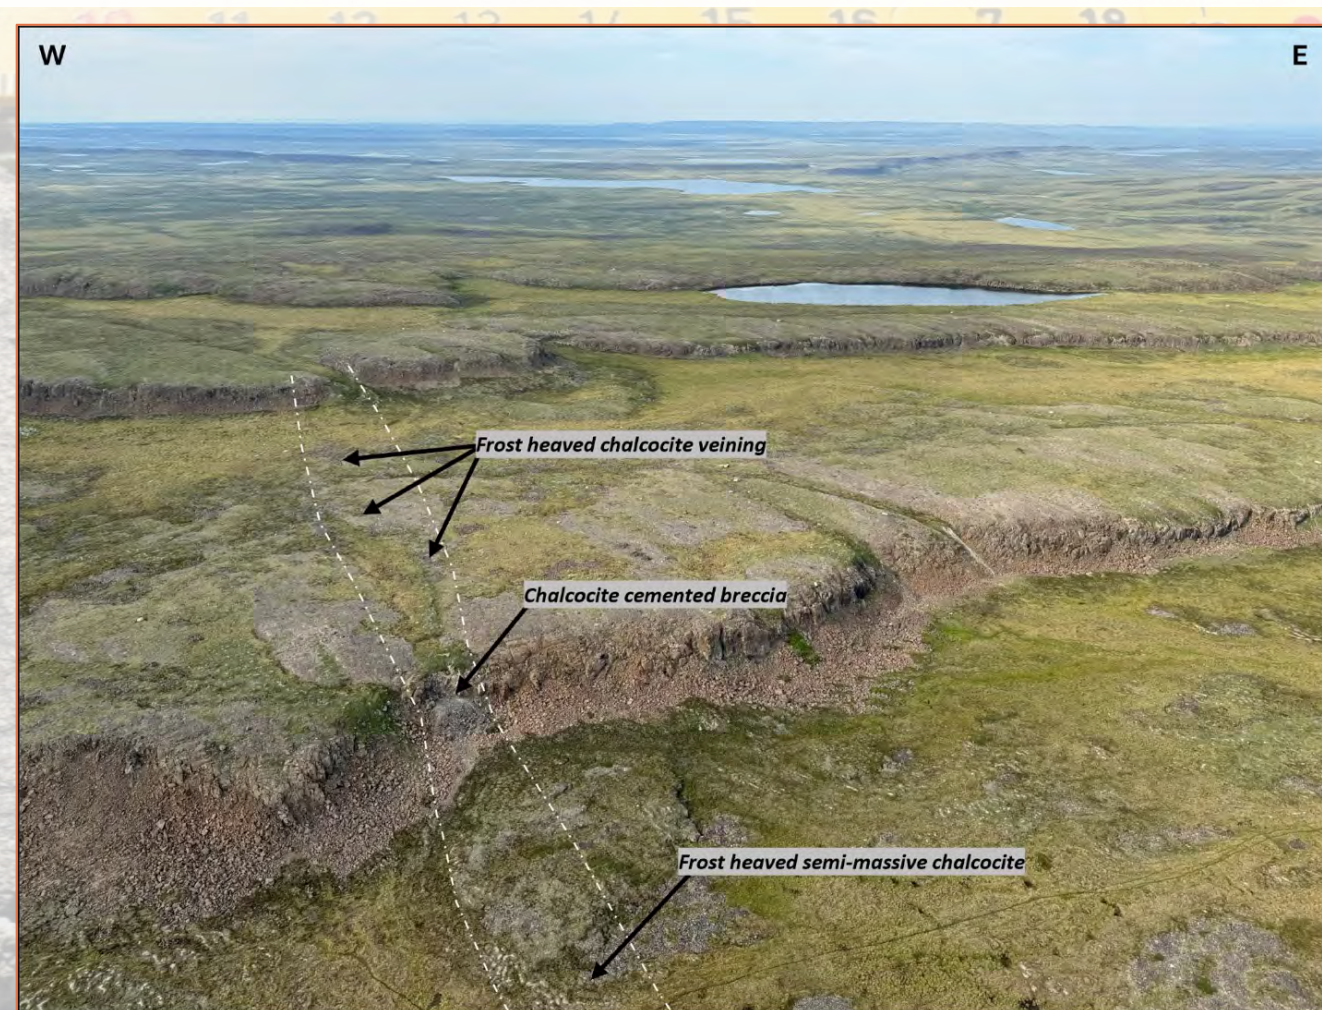 W
E
Frost heaved chalcocite veining
Chalcocite cemented breccia
Frost heaved semi-massive chalcocite